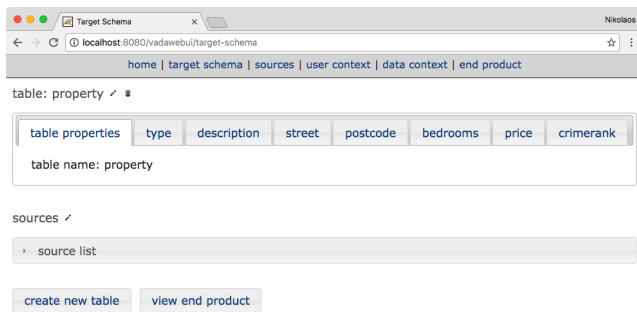 Target Schema
Nikolaos
localhost:8080/vadawebui/target-schema
home | target schema | sources | user context | data context | end product
table: property
table properties type description street postcode bedrooms price crimerank
table name: property
sources
source list
create new table view end product